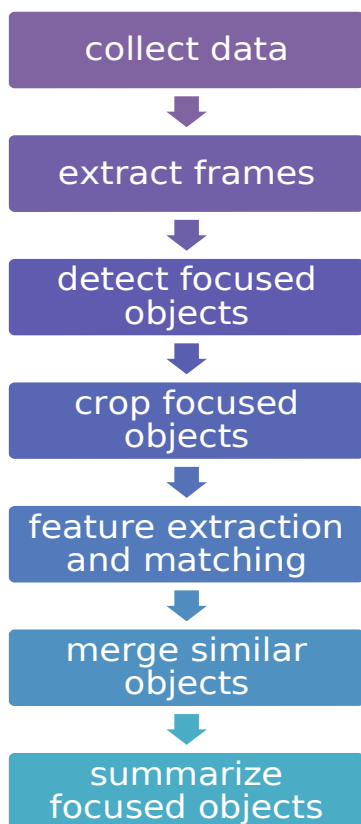 collect data
extract frames
detect focused
objects
crop focused
objects
feature extraction
and matching
merge similar
objects
summarize
focused objects